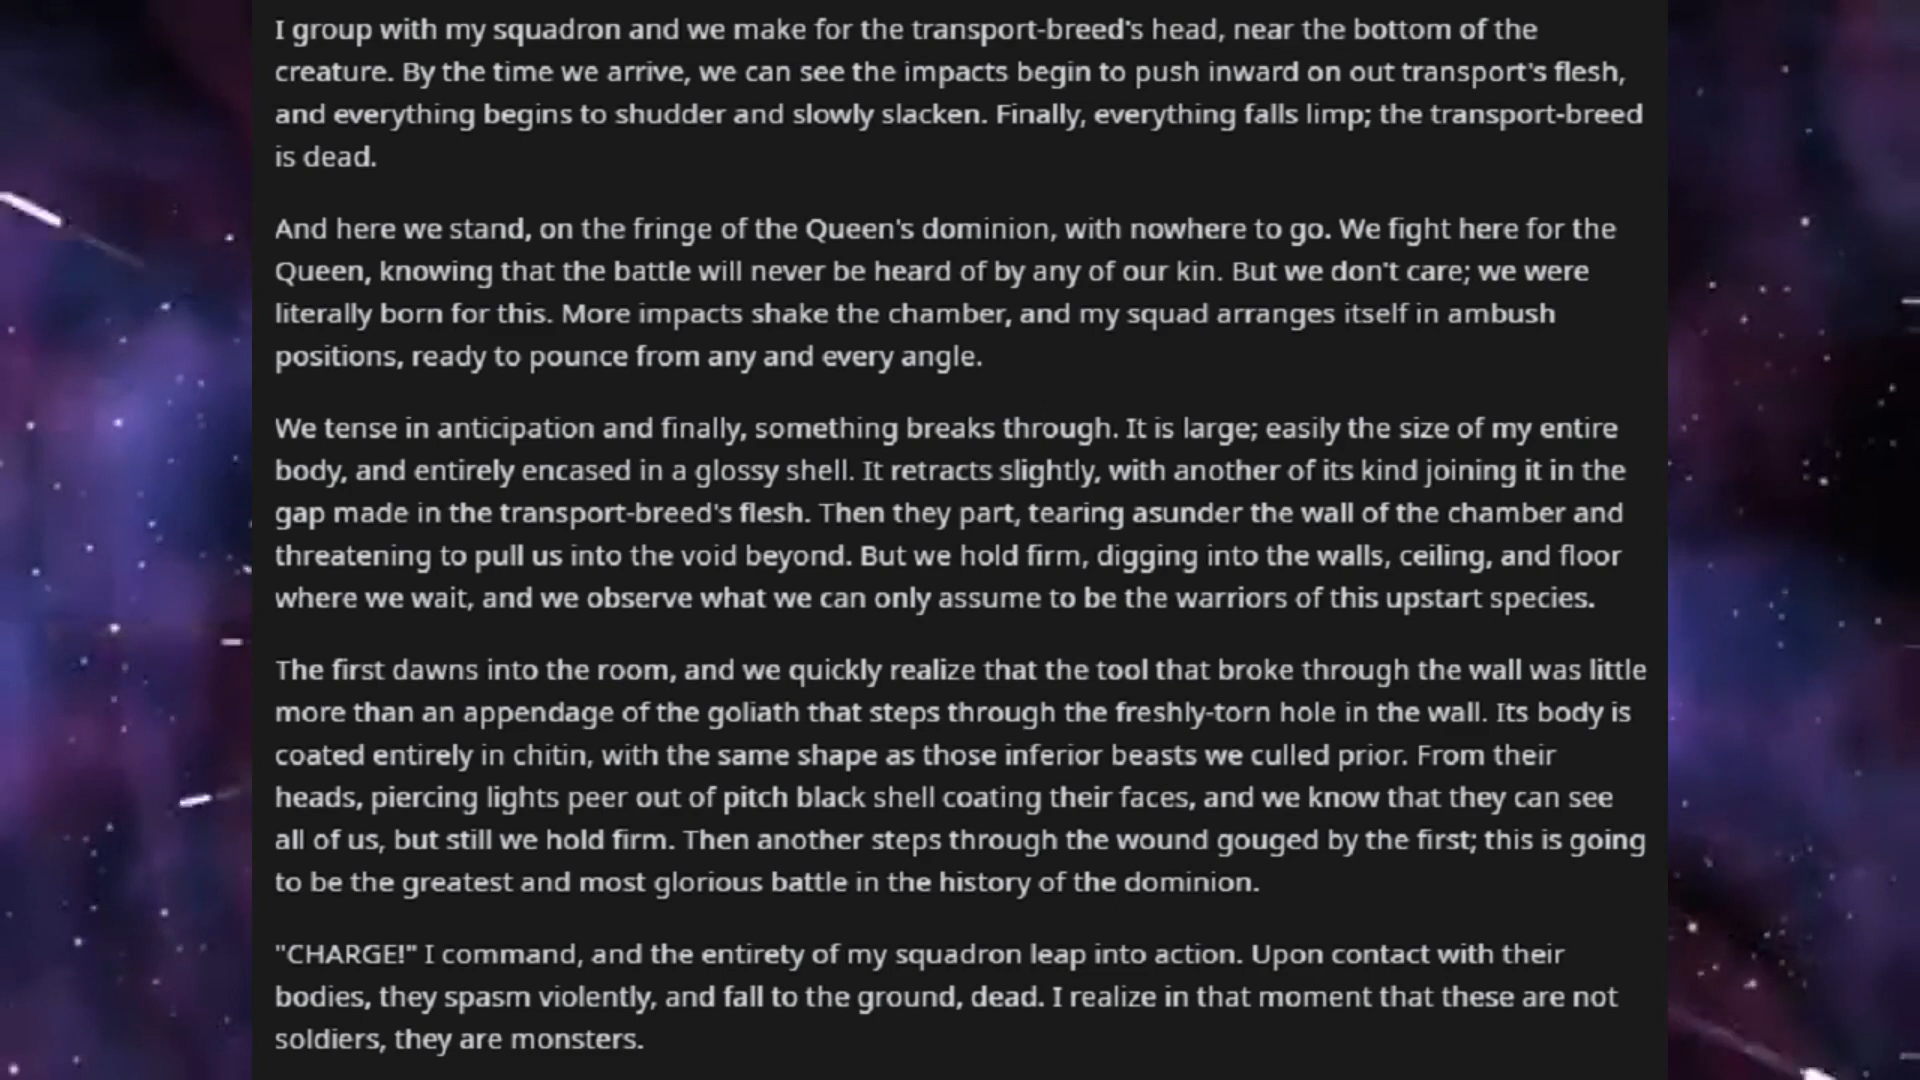 I group with my squadron and we make for the transport-breed's head, near the bottom of the
creature. By the time we arrive, we can see the impacts begin to push inward on out transport's flesh,
and everything begins to shudder and slowly slacken. Finally, everything falls limp; the transport-breed
is dead.
And here we stand, on the fringe of the Queen's dominion, with nowhere to go. We fight here for the
Queen, knowing that the battle will never be heard of by any of our kin. But we don't care; we were
literally born for this. More impacts shake the chamber, and my squad arranges itself in ambush
positions, ready to pounce from any and every angle.
We tense in anticipation and finally, something breaks through. It is large; easily the size of my entire
body, and entirely encased in a glossy shell. It retracts slightly, with another of its kind joining it in the
gap made in the transport-breed's flesh. Then they part, tearing asunder the wall of the chamber and
threatening to pull us into the void beyond. But we hold firm, digging into the walls, ceiling, and floor
where we wait, and we observe what we can only assume to be the warriors of this upstart species.
The first dawns into the room, and we quickly realize that the tool that broke through the wall was little
more than an appendage of the goliath that steps through the freshly-torn hole in the wall. Its body is
coated entirely in chitin, with the same shape as those inferior beasts we culled prior. From their
heads, piercing lights peer out of pitch black shell coating their faces, and we know that they can see
all of us, but still we hold firm. Then another steps through the wound gouged by the first; this is going
to be the greatest and most glorious battle in the history of the dominion.
"CHARGE!" I command, and the entirety of my squadron leap into action. Upon contact with their
bodies, they spasm violently, and fall to the ground, dead. I realize in that moment that these are not
soldiers, they are monsters.